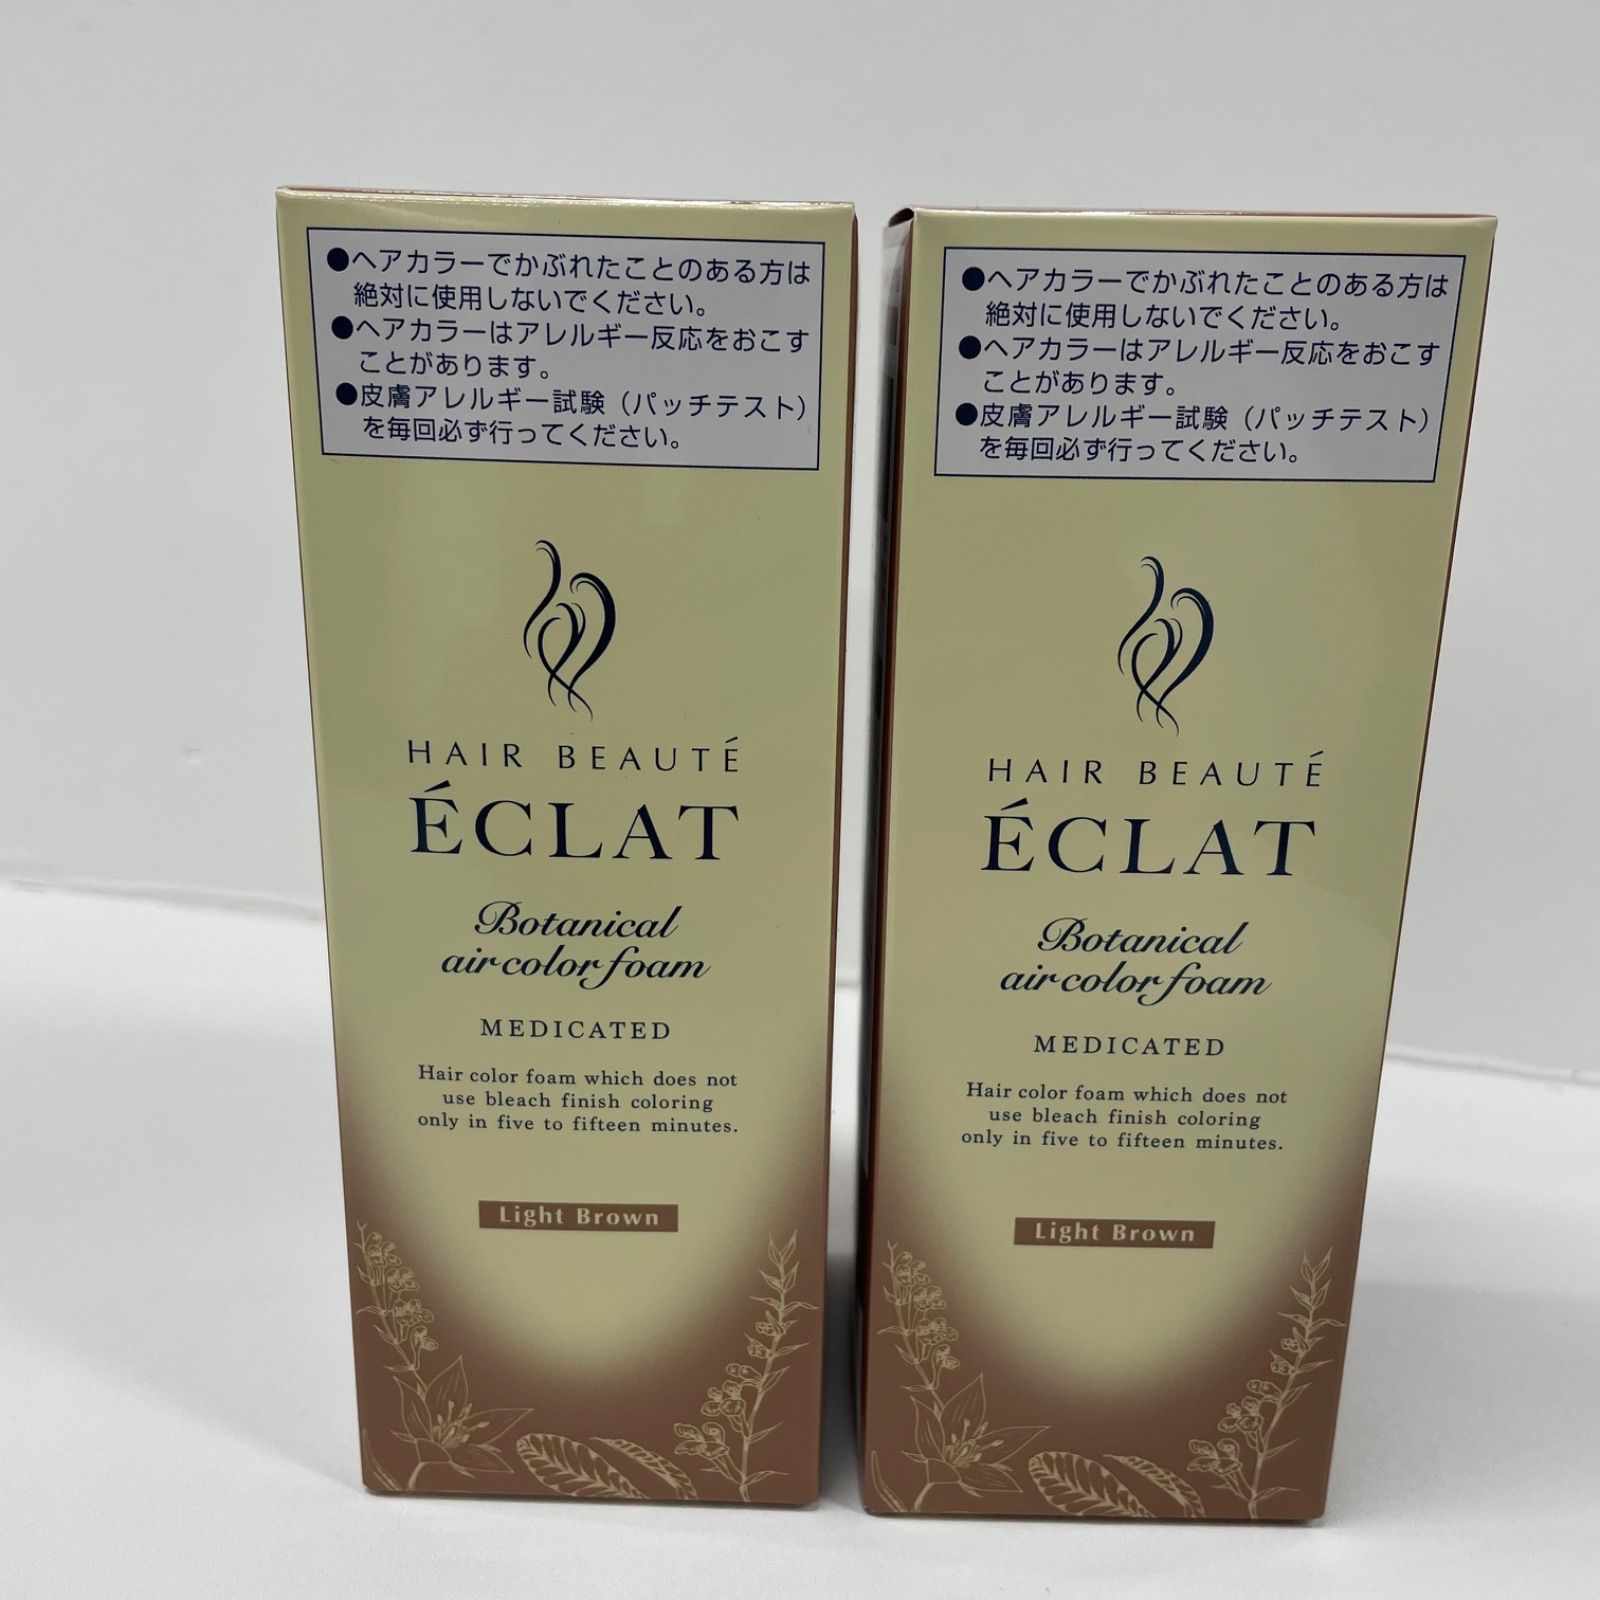 ●ヘアカラーでかぶれたことのある方は
絶対に使用しないでください。
●ヘアカラーはアレルギー反応をおこす
ことがあります。
●皮膚アレルギー試験（パッチテスト）
を毎回必ず行ってください。
HAIR BEAUTÉ
ÉCLAT
Botanical
air color foam
MEDICATED
Hair color foam which does not
use bleach finish coloring
only in five to fifteen minutes.
Light Brown
●ヘアカラーでかぶれたことのある方は
絶対に使用しないでください。
●ヘアカラーはアレルギー反応をおこす
ことがあります。
●皮膚アレルギー試験（パッチテスト）
を毎回必ず行ってください。
HAIR BEAUTÉ
ÉCLAT
Botanical
air color foam
MEDICATED
Hair color foam which does not
use bleach finish coloring
only in five to fifteen minutes.
Light Brown